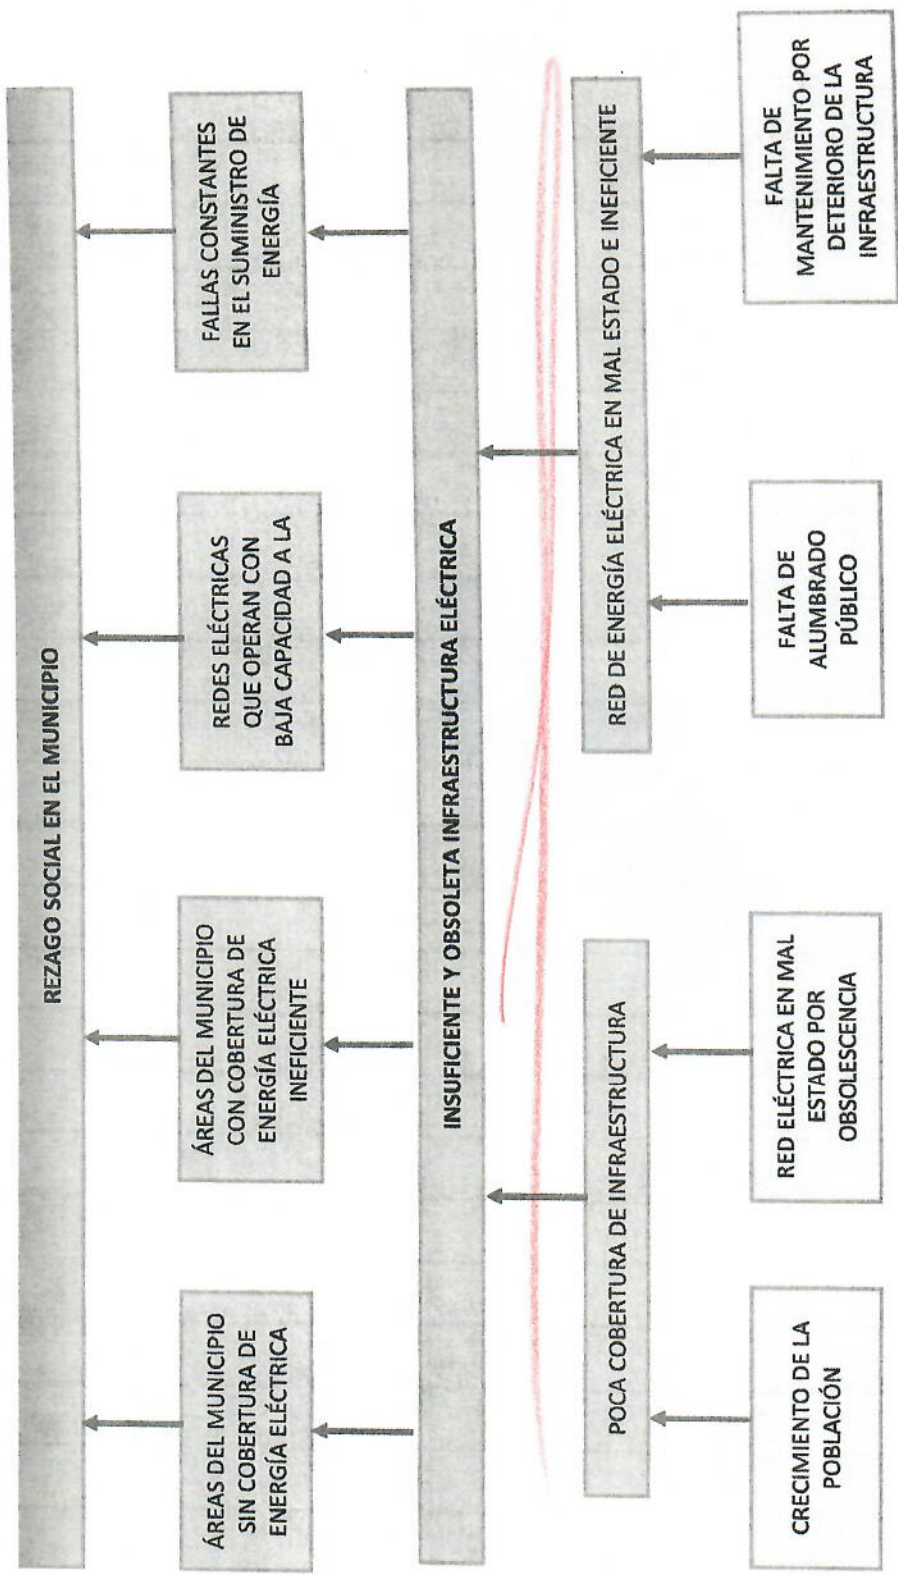 REZAGO SOCIAL EN EL MUNICIPIO
ÁREAS DEL MUNICIPIO
SIN COBERTURA DE
ENERGÍA ELÉCTRICA
ÁREAS DEL MUNICIPIO
CON COBERTURA DE
ENERGÍA ELÉCTRICA
INEFICIENTE
REDES ELÉCTRICAS
QUE OPERAN CON
BAJA CAPACIDAD A LA
FALLAS CONSTANTES
EN EL SUMINISTRO DE
ENERGÍA
INSUFICIENTE Y OBSOLETA INFRAESTRUCTURA ELÉCTRICA
POCA COBERTURA DE INFRAESTRUCTURA
RED DE ENERGÍA ELÉCTRICA EN MAL ESTADO E INEFICIENTE
CRECIMIENTO DE LA
POBLACIÓN
RED ELÉCTRICA EN MAL
ESTADO POR
OBSOLESCENCIA
FALTA DE
ALUMBRADO
PÚBLICO
FALTA DE
MANTENIMIENTO POR
DETERIORO DE LA
INFRAESTRUCTURA